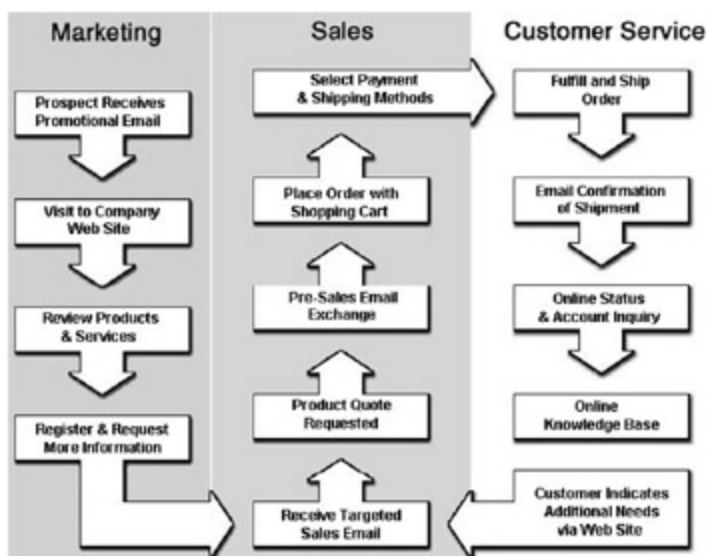 Marketing
Prospect Receives
Promotional Email
Visit to Company
Web Site
Review Products
& Services
Register & Request
More Information
Sales
Select Payment
& Shipping Methods
Place Order with
Shopping Cart
Pre-Sales Email
Exchange
Product Quote
Requested
Receive Targeted
Sales Email
Customer Service
Fulfill and Ship
Order
Email Confirmation
of Shipment
Online Status
& Account Inquiry
Online
Knowledge Base
Customer Indicates
Additional Needs
via Web Site